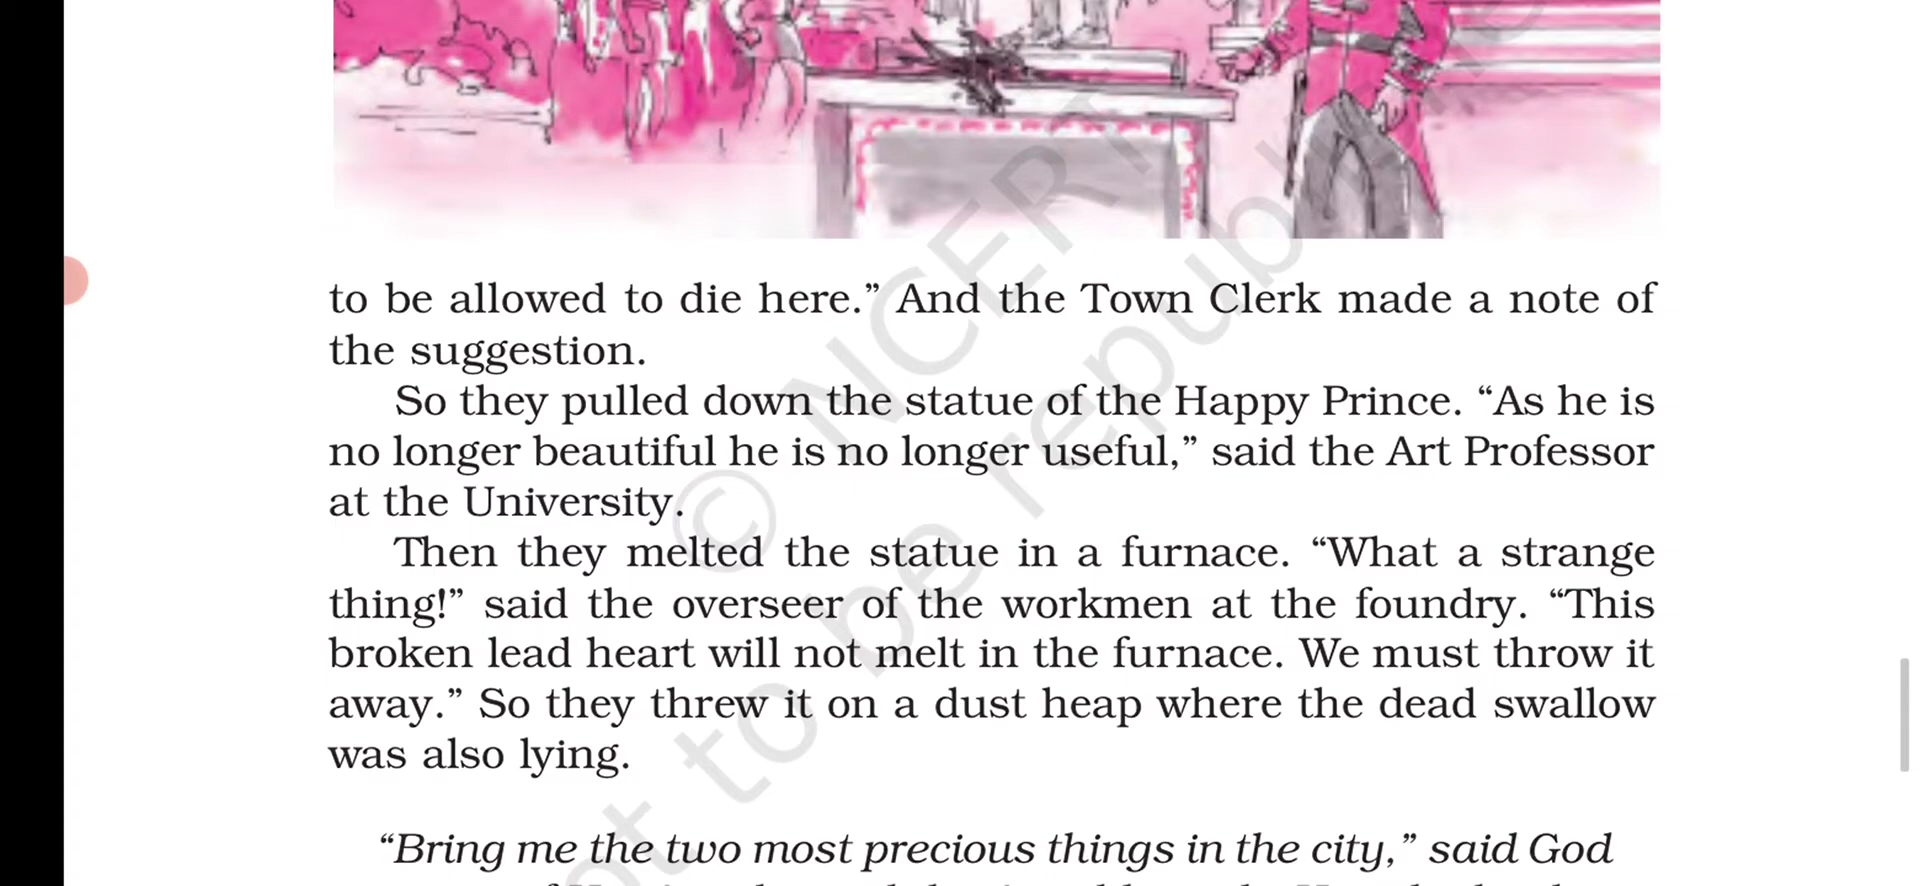 to be allowed to die here.” And the Town Clerk made a note of
the suggestion.
So they pulled down the statue of the Happy Prince. “As he is
no longer beautiful he is no longer useful,” said the Art Professor
at the University.
Then they melted the statue in a furnace. “What a strange
thing!” said the overseer of the workmen at the foundry. “This
broken lead heart will not melt in the furnace. We must throw it
away.” So they threw it on a dust heap where the dead swallow
was also lying.
“Bring me the two most precious things in the city,” said God
© NCERT
to be republi